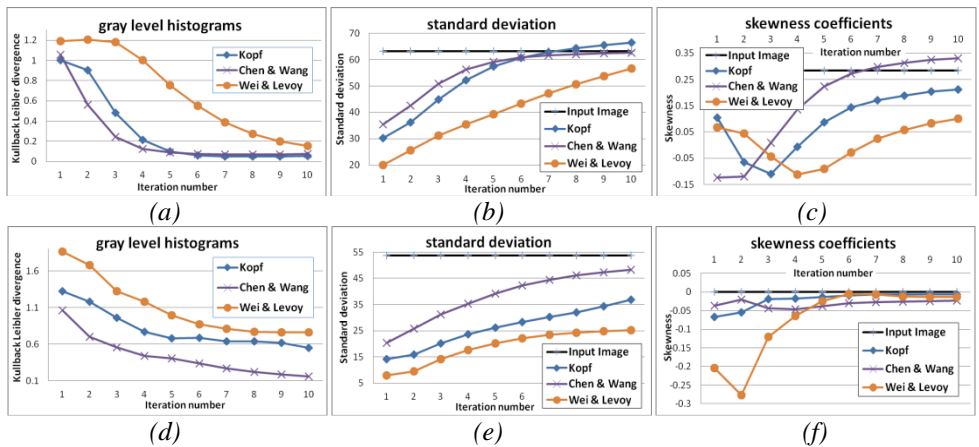 gray level histograms
Kullback Leibler divergence
1.2
1
0.8
0.6
0.4
0.2
0
1 2 3 4 5 6 7 8 9 10
Iteration number
Kopf
Chen & Wang
Wei & Levoy
(a)
standard deviation
Standard deviation
70
60
50
40
30
20
1 2 3 4 5 6 7 8 9 10
Iteration number
Input Image
Kopf
Chen & Wang
Wei & Levoy
(b)
skewness coefficients
Iteration number
1 2 3 4 5 6 7 8 9 10
Skewness
0.35
0.25
0.15
0.05
-0.05
-0.15
Input Image
Kopf
Chen & Wang
Wei & Levoy
(c)
gray level histograms
Kullback Leibler divergence
1.6
1.1
0.6
0.1
1 2 3 4 5 6 7 8 9 10
Iteration number
Kopf
Chen & Wang
Wei & Levoy
(d)
standard deviation
Standard deviation
55
45
35
25
15
5
1 2 3 4 5 6 7
Iteration number
Input Image
Kopf
Chen & Wang
Wei & Levoy
(e)
skewness coefficients
Iteration number
1 2 3 4 5 6 7 8 9 10
Skewness
0.05
0
-0.05
-0.1
-0.15
-0.2
-0.25
-0.3
Input Image
Kopf
Chen & Wang
Wei & Levoy
(f)